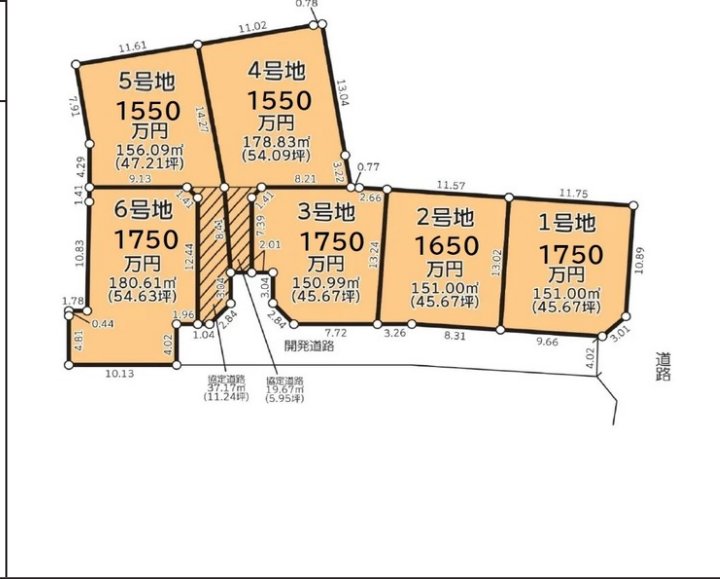 0.78
11.02
11.61
5号地
1550
万円
156.09㎡
(47.21坪)
7.91
4.29
9.13
14.27
4号地
1550
万円
178.83㎡
(54.09坪)
13.04
3.22
0.77
8.21
2.66
11.57
11.75
1.41
1.41
1.41
6号地
1750
万円
180.61㎡
(54.63坪)
10.83
12.44
8.41
7.39
2.01
3号地
1750
万円
150.99㎡
(45.67坪)
13.24
2号地
1650
万円
151.00㎡
(45.67坪)
13.02
1号地
1750
万円
151.00㎡
(45.67坪)
10.89
1.78
0.44
4.81
1.96
4.02
1.04
3.04
2.84
3.04
2.84
7.72
3.26
8.31
9.66
3.01
4.02
10.13
開発道路
道路
協定道路
37.17㎡
(11.24坪)
協定道路
19.67㎡
(5.95坪)